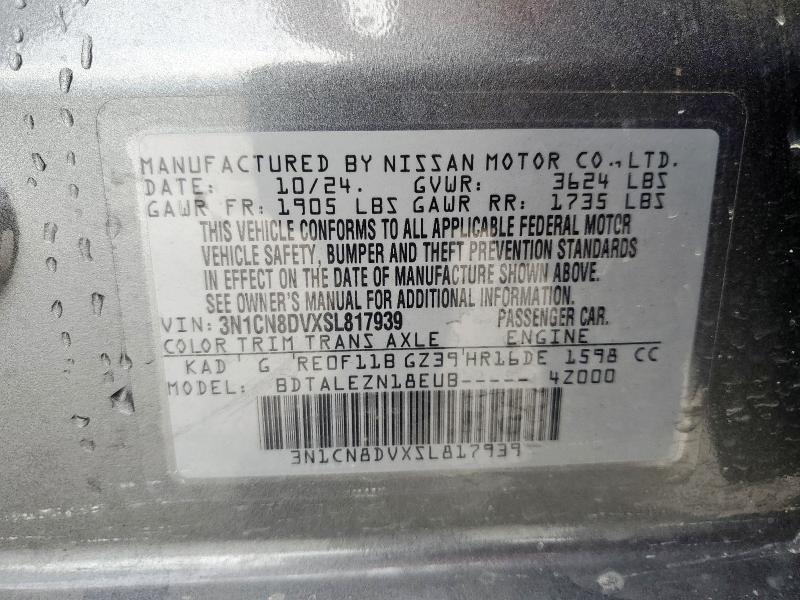 MANUFACTURED BY NISSAN MOTOR CO., LTD.
DATE: 10/24. GVWR: 3624 LBS
GAWR FR: 1905 LBS GAWR RR: 1735 LBS
THIS VEHICLE CONFORMS TO ALL APPLICABLE FEDERAL MOTOR
VEHICLE SAFETY, BUMPER AND THEFT PREVENTION STANDARDS
IN EFFECT ON THE DATE OF MANUFACTURE SHOWN ABOVE.
SEE OWNER'S MANUAL FOR ADDITIONAL INFORMATION.
VIN: 3N1CN8DVXSL817939 PASSENGER CAR.
COLOR TRIM TRANS AXLE ENGINE
KAD G RE0F11B GZ39 HR16DE 1598 CC
MODEL: BDTALEZN18EUB----- 4Z000
3N1CN8DVXSL817939